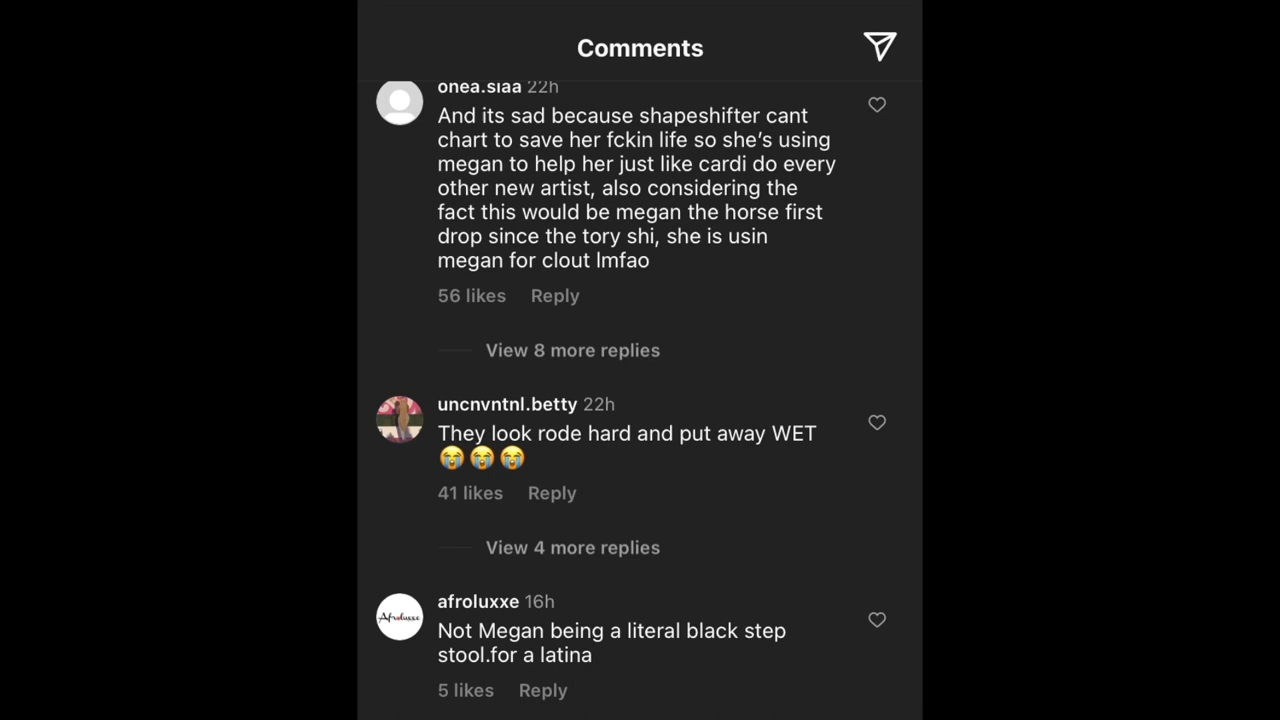 Comments
onea.siaa 22h
And its sad because shapeshifter cant
chart to save her fckin life so she’s using
megan to help her just like cardi do every
other new artist, also considering the
fact this would be megan the horse first
drop since the tory shi, she is usin
megan for clout lmfao
56 likes Reply
View 8 more replies
uncnvntnl.betty 22h
They look rode hard and put away WET
😭😭😭
41 likes Reply
View 4 more replies
afroluxxe 16h
Afroluxxe
Not Megan being a literal black step
stool.for a latina
5 likes Reply